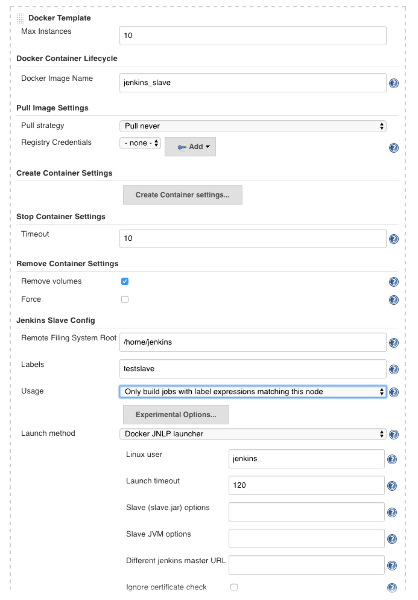 Docker Template
Max Instances
10
Docker Container Lifecycle
Docker Image Name
jenkins_slave
Pull Image Settings
Pull strategy
Pull never
Registry Credentials
- none -
Add
Create Container Settings
Create Container settings...
Stop Container Settings
Timeout
10
Remove Container Settings
Remove volumes
Force
Jenkins Slave Config
Remote Filing System Root
/home/jenkins
Labels
testslave
Usage
Only build jobs with label expressions matching this node
Experimental Options...
Launch method
Docker JNLP launcher
Linux user
jenkins
Launch timeout
120
Slave (slave.jar) options
Slave JVM options
Different jenkins master URL
Ignore certificate check